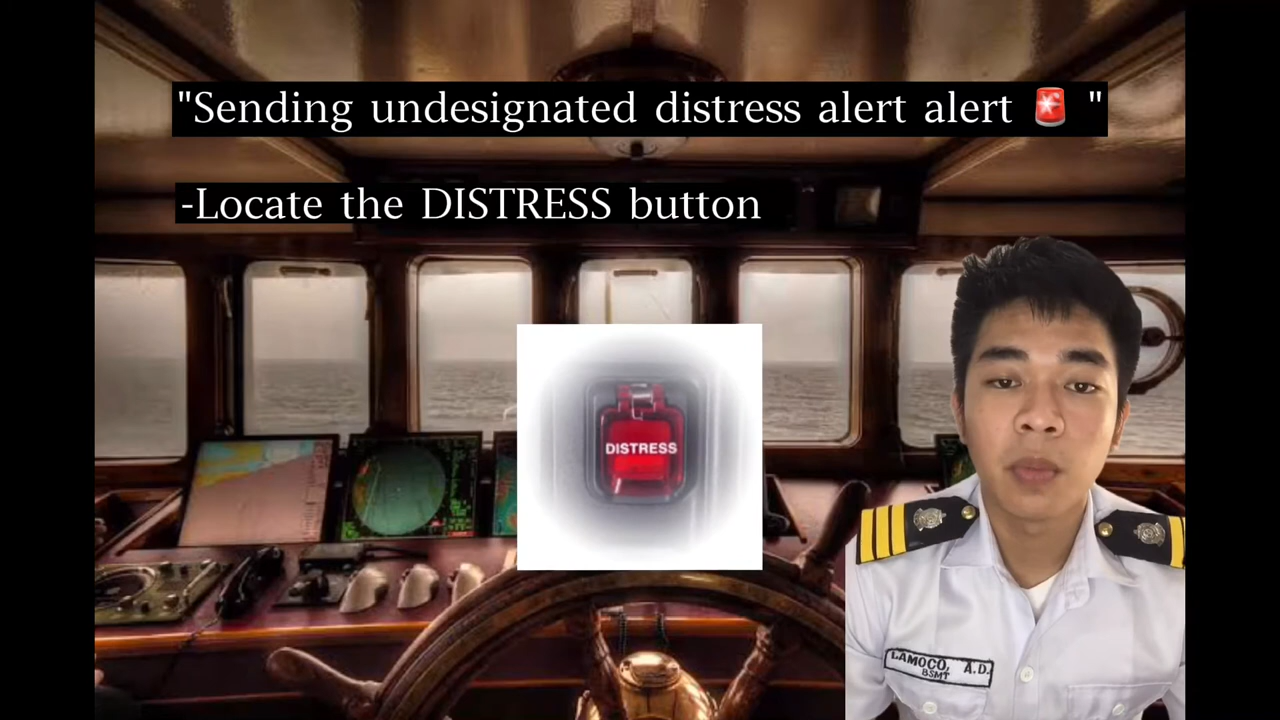 "Sending undesignated distress alert alert 🚨 "
-Locate the DISTRESS button
DISTRESS
LAMOCO, A.D.
BSMT